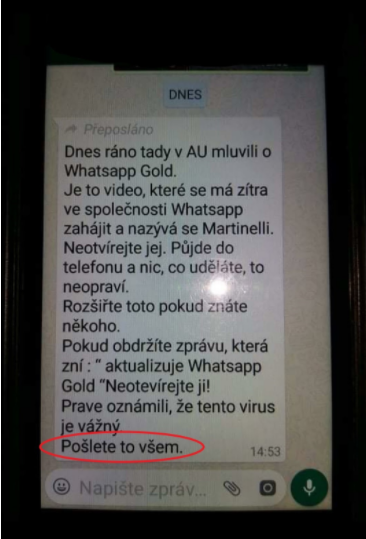 DNES
Přeposláno
Dnes ráno tady v AU mluvili o
Whatsapp Gold.
Je to video, které se má zítra
ve společnosti Whatsapp
zahájit a nazývá se Martinelli.
Neotvírejte jej. Půjde do
telefonu a nic, co uděláte, to
neopraví.
Rozšiřte toto pokud znáte
někoho.
Pokud obdržíte zprávu, která
zní : “ aktualizuje Whatsapp
Gold “Neotevírejte ji!
Prave oznámili, že tento virus
je vážný
Pošlete to všem.
14:53
Napište zpráv...